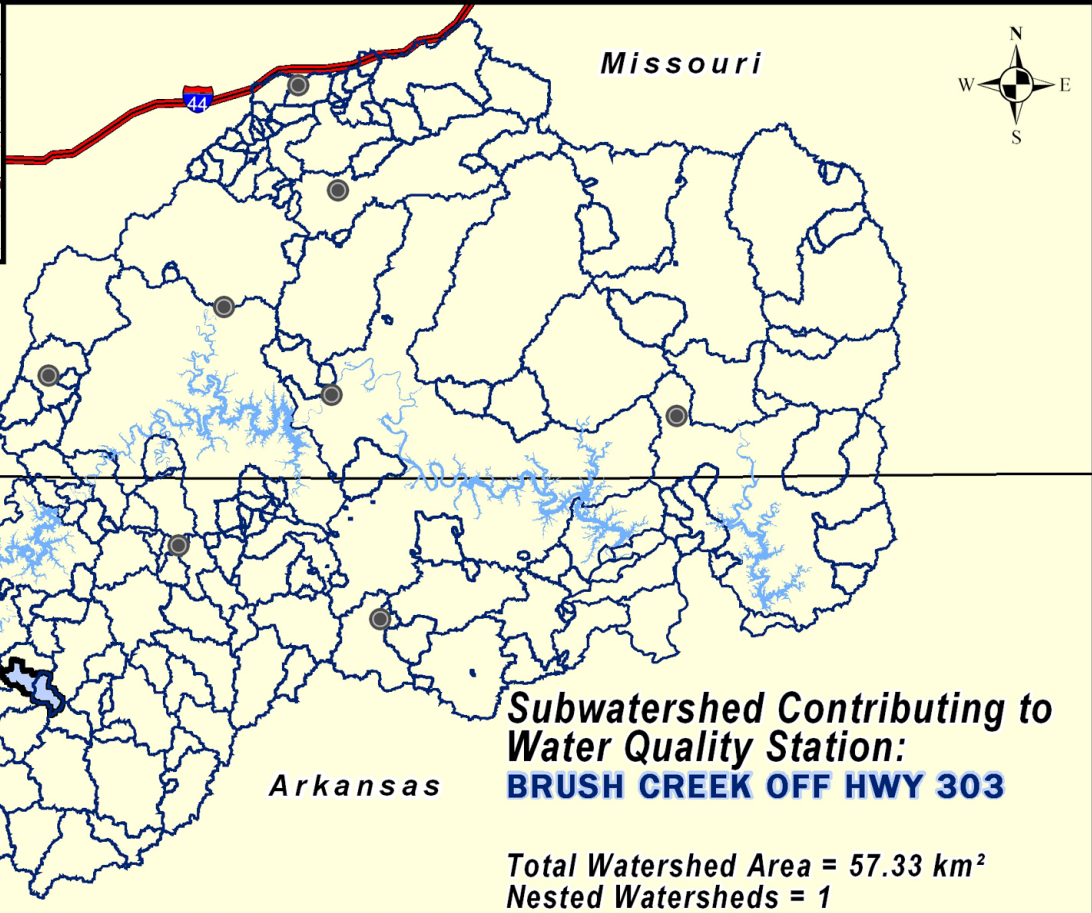 Missouri
N
W E
S
44
Subwatershed Contributing to
Water Quality Station:
BRUSH CREEK OFF HWY 303
Arkansas
Total Watershed Area = 57.33 km²
Nested Watersheds = 1